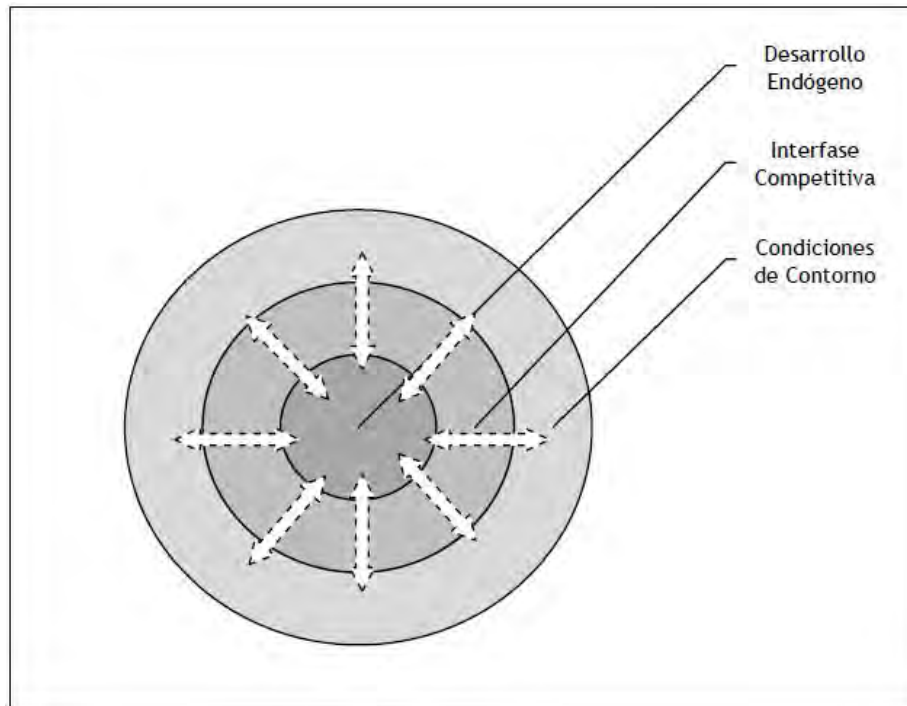 Desarrollo
Endógeno
Interfase
Competitiva
Condiciones
de Contorno